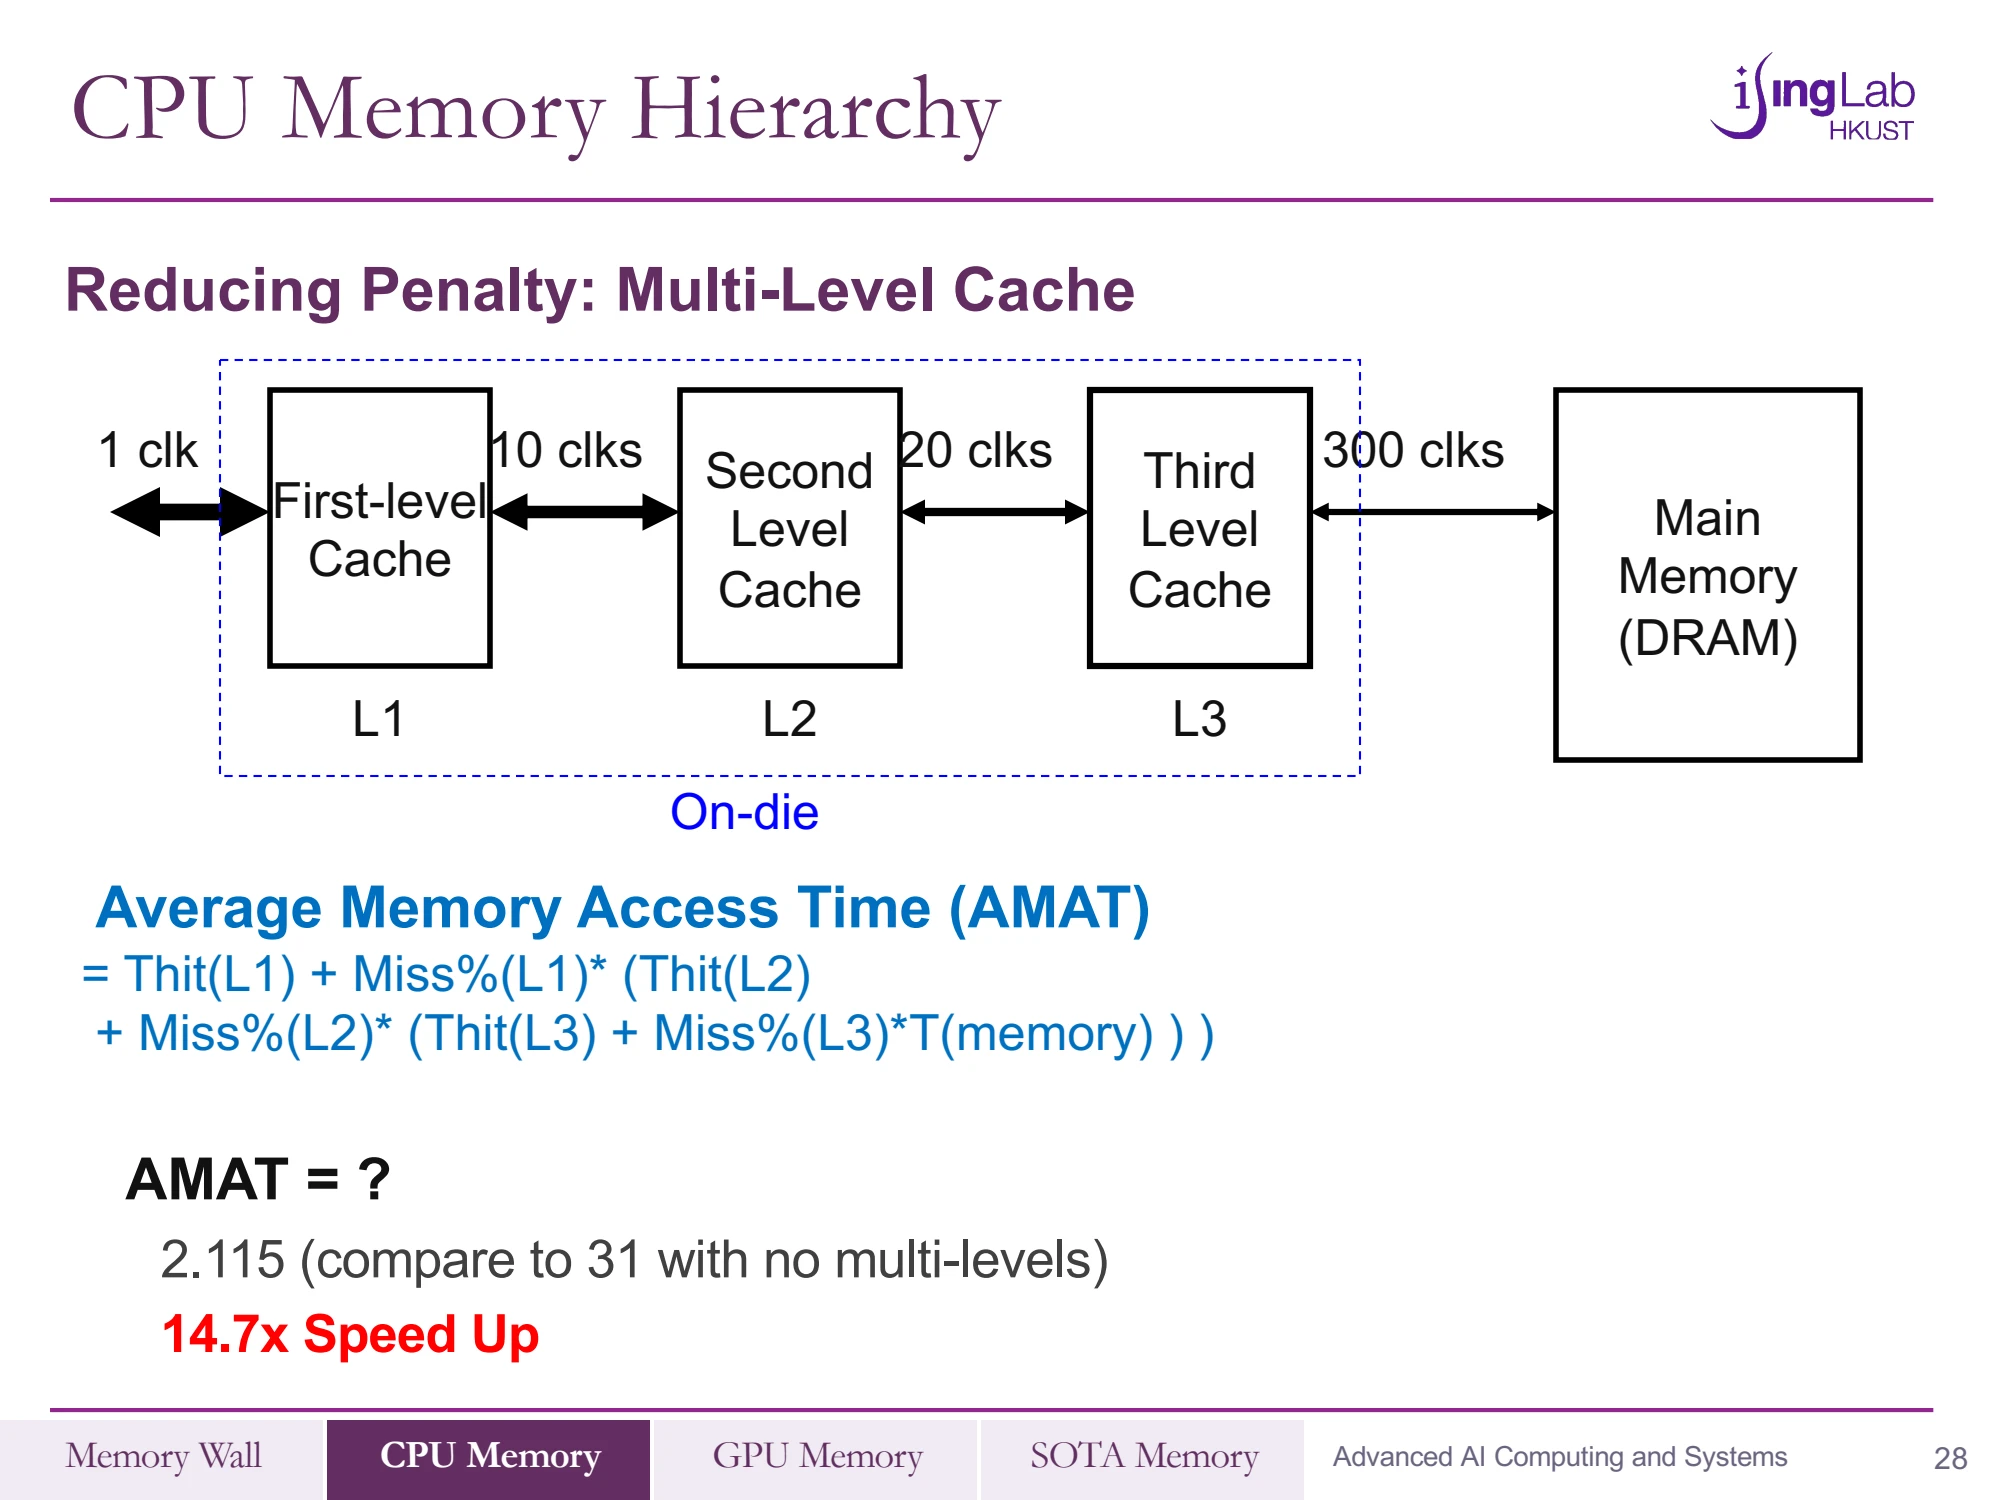 CPU Memory Hierarchy
isingLab
HKUST
Reducing Penalty: Multi-Level Cache
1 clk
First-level
Cache
10 clks
Second
Level
Cache
20 clks
Third
Level
Cache
300 clks
Main
Memory
(DRAM)
L1
L2
L3
On-die
Average Memory Access Time (AMAT)
= Thit(L1) + Miss%(L1)* (Thit(L2)
+ Miss%(L2)* (Thit(L3) + Miss%(L3)*T(memory) ) )
AMAT = ?
2.115 (compare to 31 with no multi-levels)
14.7x Speed Up
Memory Wall
CPU Memory
GPU Memory
SOTA Memory
Advanced AI Computing and Systems
28